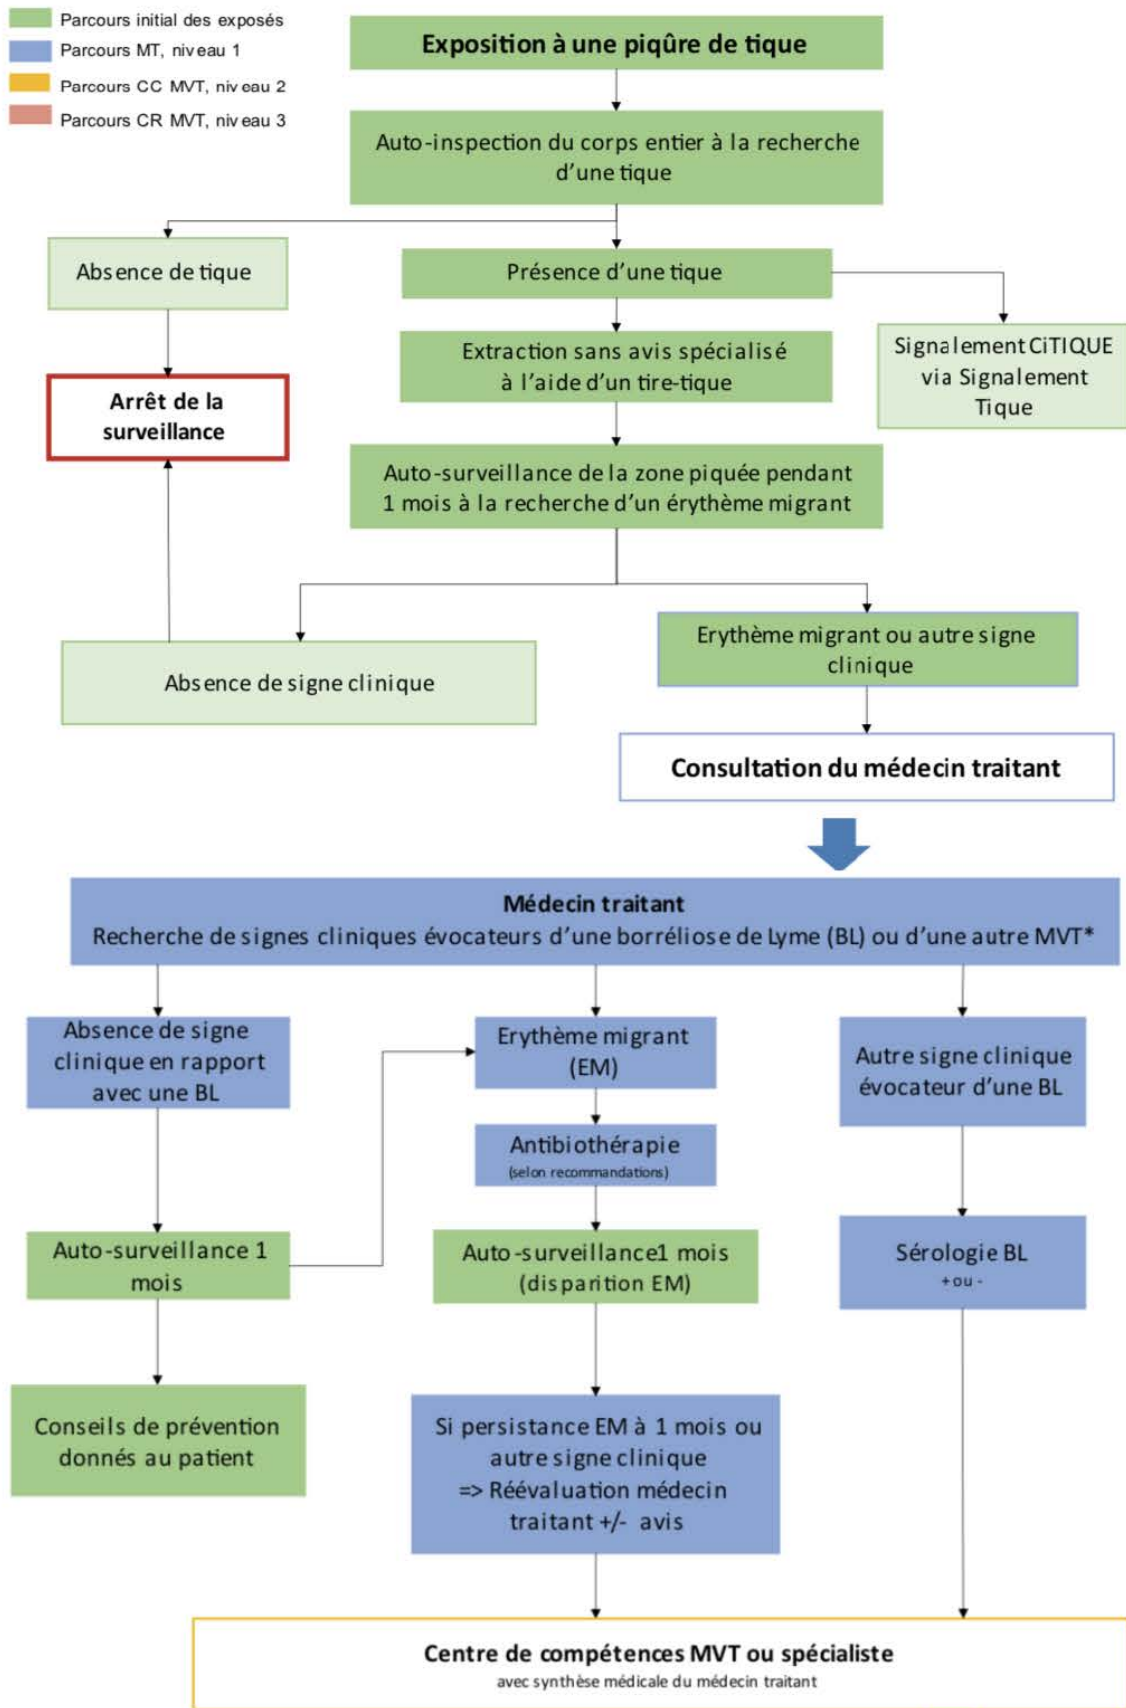 Parcours initial des exposés
Parcours MT, niveau 1
Parcours CC MVT, niveau 2
Parcours CR MVT, niveau 3
Exposition à une piqûre de tique
Auto-inspection du corps entier à la recherche
d’une tique
Absence de tique
Présence d’une tique
Extraction sans avis spécialisé
à l’aide d’un tire-tique
Signalement CiTIQUE
via Signalement
Tique
Arrêt de la
surveillance
Auto-surveillance de la zone piquée pendant
1 mois à la recherche d’un érythème migrant
Absence de signe clinique
Erythème migrant ou autre signe
clinique
Consultation du médecin traitant
Médecin traitant
Recherche de signes cliniques évocateurs d’une borréliose de Lyme (BL) ou d’une autre MVT*
Absence de signe
clinique en rapport
avec une BL
Erythème migrant
(EM)
Autre signe clinique
évocateur d’une BL
Antibiothérapie
(selon recommandations)
Auto-surveillance 1
mois
Auto-surveillance1 mois
(disparition EM)
Sérologie BL
+ ou -
Conseils de prévention
donnés au patient
Si persistance EM à 1 mois ou
autre signe clinique
=> Réévaluation médecin
traitant +/- avis
Centre de compétences MVT ou spécialiste
avec synthèse médicale du médecin traitant